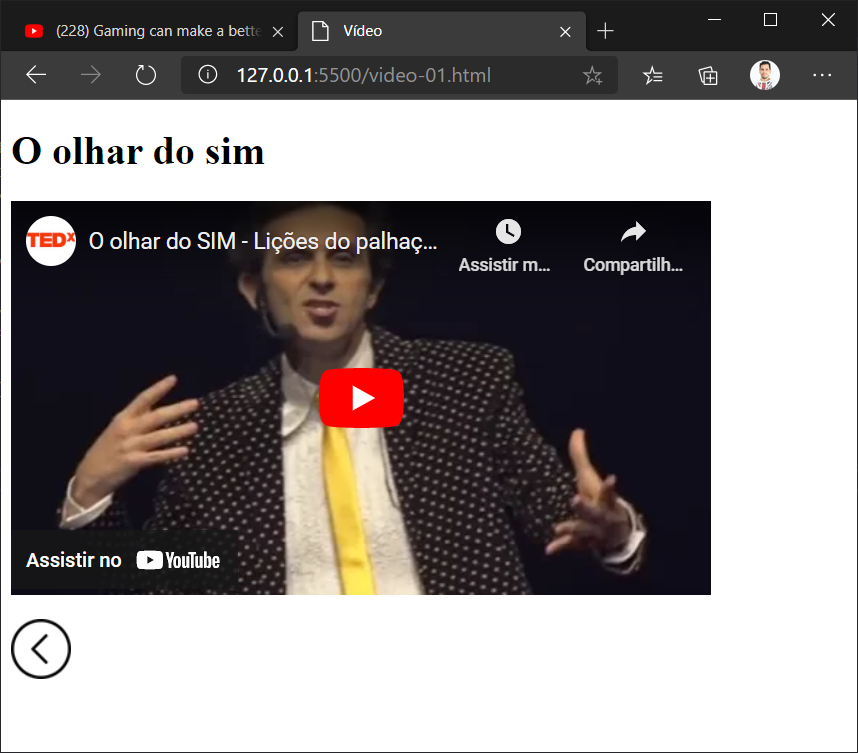 (228) Gaming can make a bette
Vídeo
127.0.0.1:5500/video-01.html
O olhar do sim
TEDx
O olhar do SIM - Lições do palhaç...
Assistir m...
Compartilh...
Assistir no YouTube